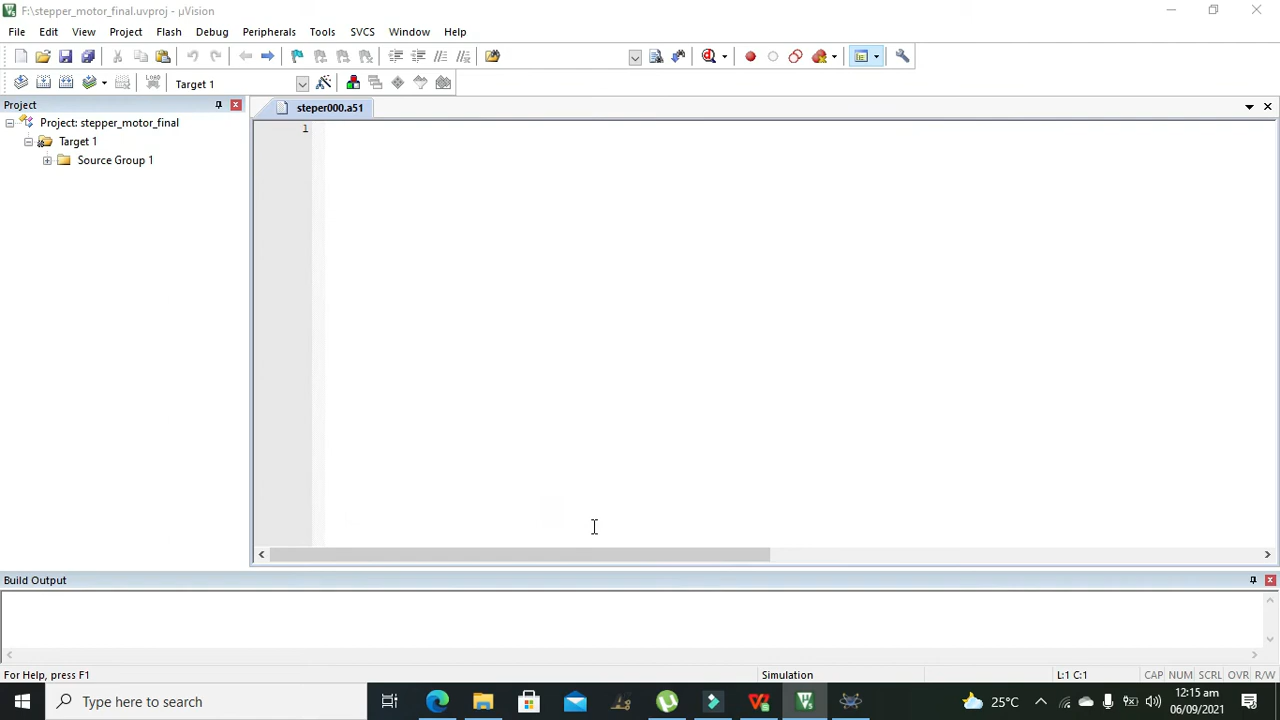 F:\stepper_motor_final.uvproj - µVision
File Edit View Project Flash Debug Peripherals Tools SVCS Window Help
LOAD Target 1
Project
steper000.a51
Project: stepper_motor_final
Target 1
Source Group 1
1
Build Output
For Help, press F1
Simulation
L:1 C:1
CAP NUM SCRL OVR R/W
Type here to search
25°C
12:15 am
06/09/2021